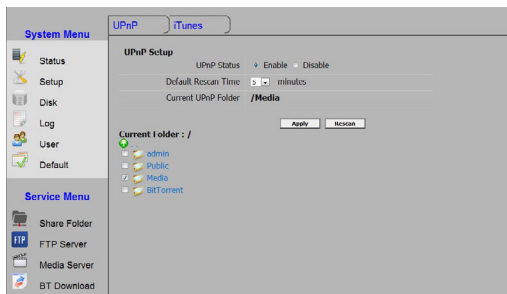 System Menu
Status
Setup
Disk
Log
User
Default
Service Menu
Share Folder
FTP
FTP Server
Media Server
BT Download
UPnP
iTunes
UPnP Setup
UPnP Status Enable Disable
Default Rescan Time 5 minutes
Current UPnP Folder /Media
Apply Rescan
Current Folder : /
..
admin
Public
Media
BitTorrent